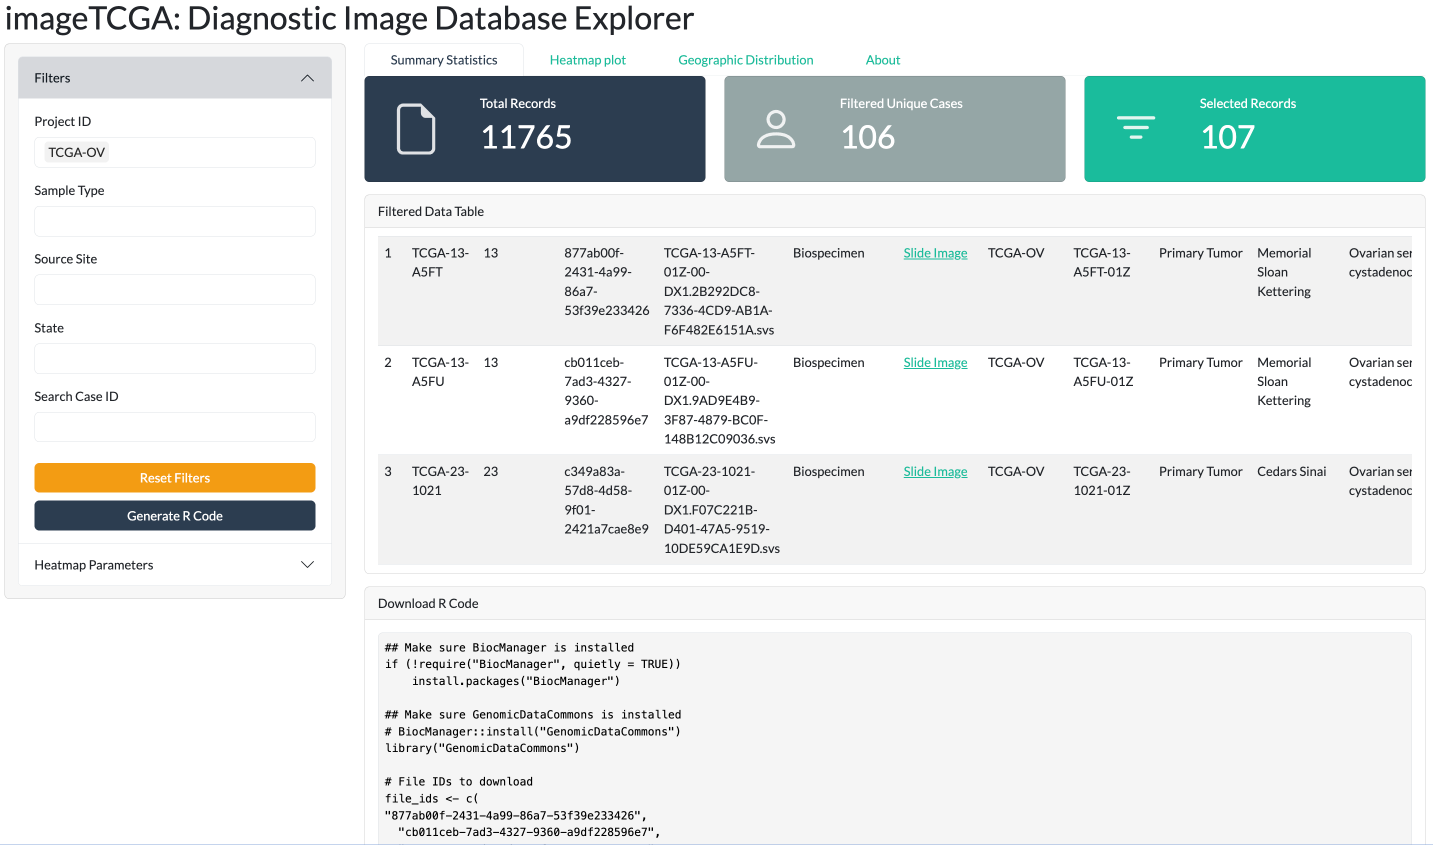 imageTCGA: Diagnostic Image Database Explorer
Filters
Project ID
TCGA-OV
Sample Type
Source Site
State
Search Case ID
Reset Filters
Generate R Code
Heatmap Parameters
Summary Statistics
Heatmap plot
Geographic Distribution
About
Total Records
11765
Filtered Unique Cases
106
Selected Records
107
Filtered Data Table
1 TCGA-13- 13 877ab00f- TCGA-13-A5FT- Biospecimen Slide Image TCGA-OV TCGA-13- Primary Tumor Memorial Ovarian ser
A5FT 2431-4a99- 01Z-00- A5FT-01Z Sloan cystadenoc
86a7- DX1.2B292DC8- Kettering
53f39e233426 7336-4CD9-AB1A-
F6F482E6151A.svs
2 TCGA-13- 13 cb011ceb- TCGA-13-A5FU- Biospecimen Slide Image TCGA-OV TCGA-13- Primary Tumor Memorial Ovarian ser
A5FU 7ad3-4327- 01Z-00- A5FU-01Z Sloan cystadenoc
9360- DX1.9AD9E4B9- Kettering
a9df228596e7 3F87-4879-BC0F-
148B12C09036.svs
3 TCGA-23- 23 c349a83a- TCGA-23-1021- Biospecimen Slide Image TCGA-OV TCGA-23- Primary Tumor Cedars Sinai Ovarian ser
1021 57d8-4d58- 01Z-00- 1021-01Z cystadenoc
9f01- DX1.F07C221B-
2421a7cae8e9 D401-47A5-9519-
10DE59CA1E9D.svs
Download R Code
## Make sure BiocManager is installed
if (!require("BiocManager", quietly = TRUE))
install.packages("BiocManager")
## Make sure GenomicDataCommons is installed
# BiocManager::install("GenomicDataCommons")
library("GenomicDataCommons")
# File IDs to download
file_ids <- c(
"877ab00f-2431-4a99-86a7-53f39e233426",
"cb011ceb-7ad3-4327-9360-a9df228596e7",